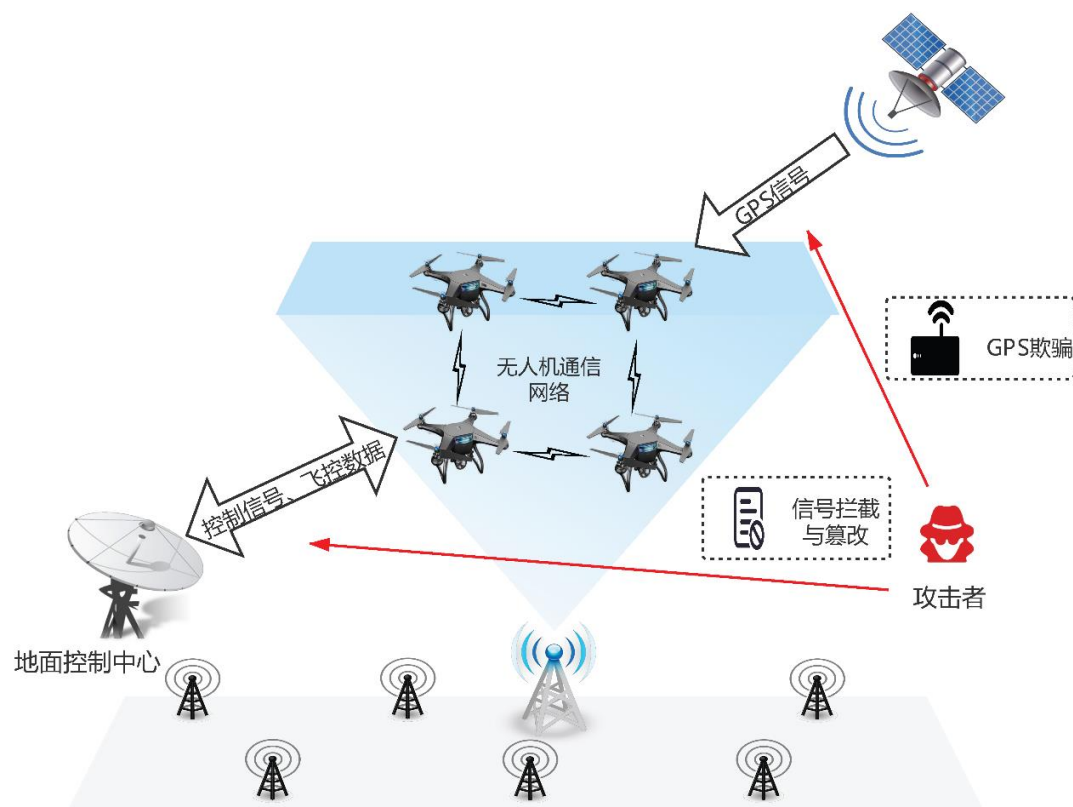 GPS信号
无人机通信
网络
GPS欺骗
控制信号、飞控数据
信号拦截
与篡改
攻击者
地面控制中心